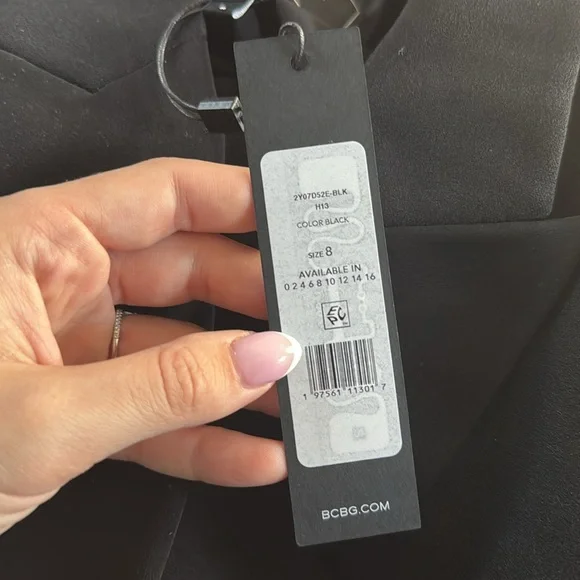 2Y07D52E-BLK
H13
COLOR BLACK
SIZE 8
AVAILABLE IN
0 2 4 6 8 10 12 14 16
EPC
1 97561 11301 7
BCBG.COM